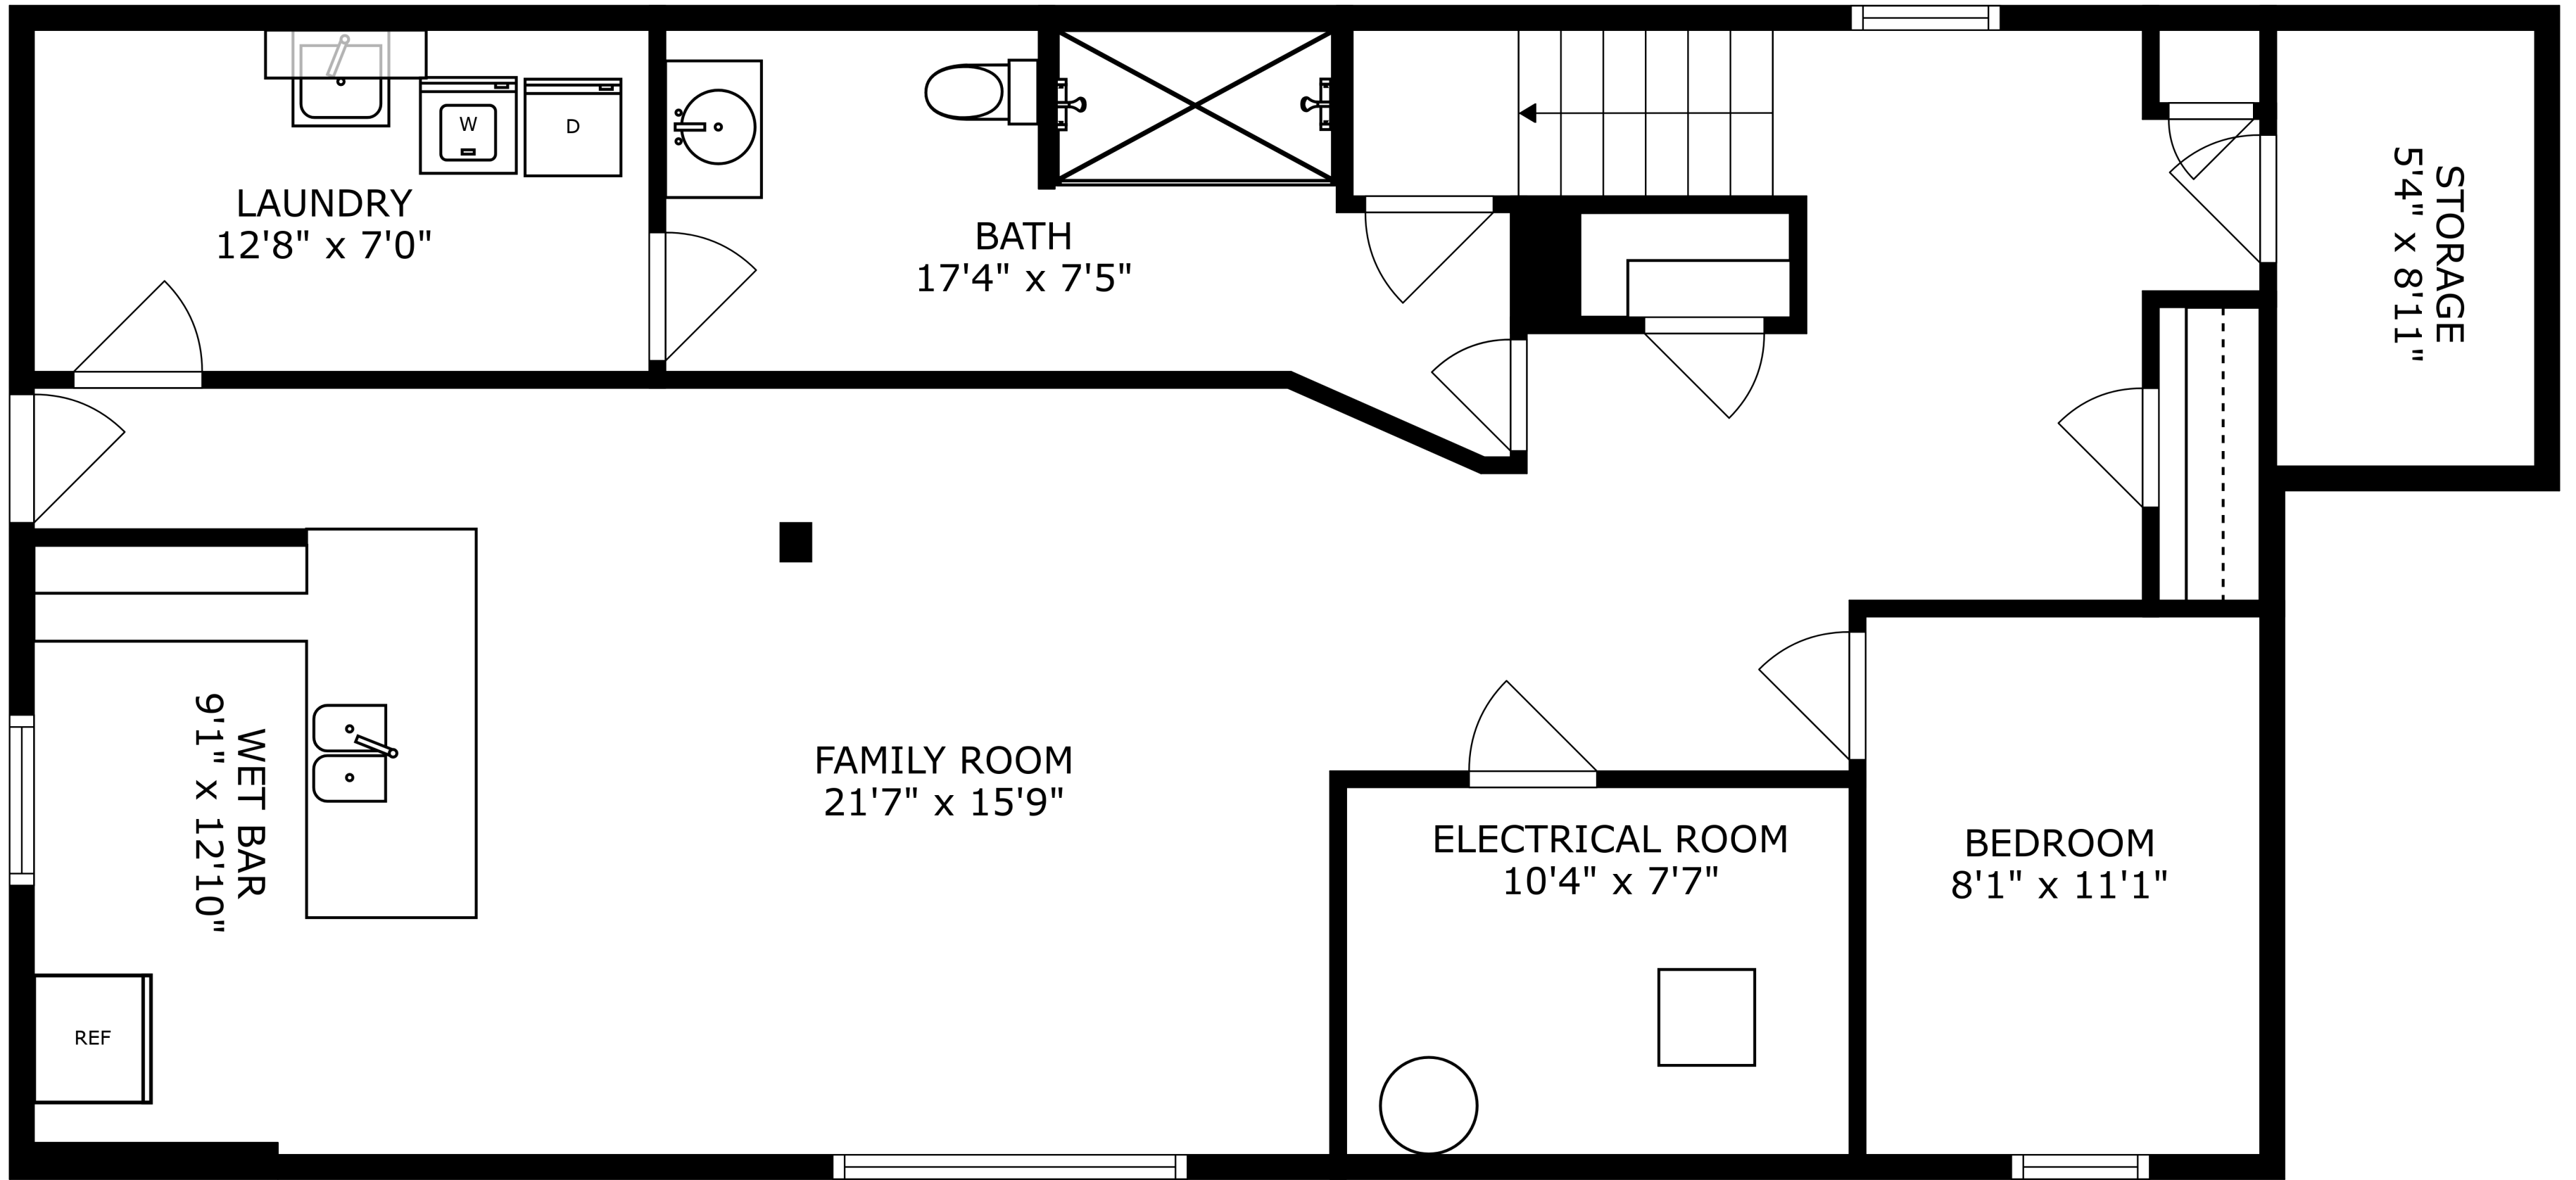 W
D
LAUNDRY
12'8" x 7'0"
BATH
17'4" x 7'5"
STORAGE
5'4" x 8'11"
WET BAR
9'1" x 12'10"
FAMILY ROOM
21'7" x 15'9"
ELECTRICAL ROOM
10'4" x 7'7"
BEDROOM
8'1" x 11'1"
REF